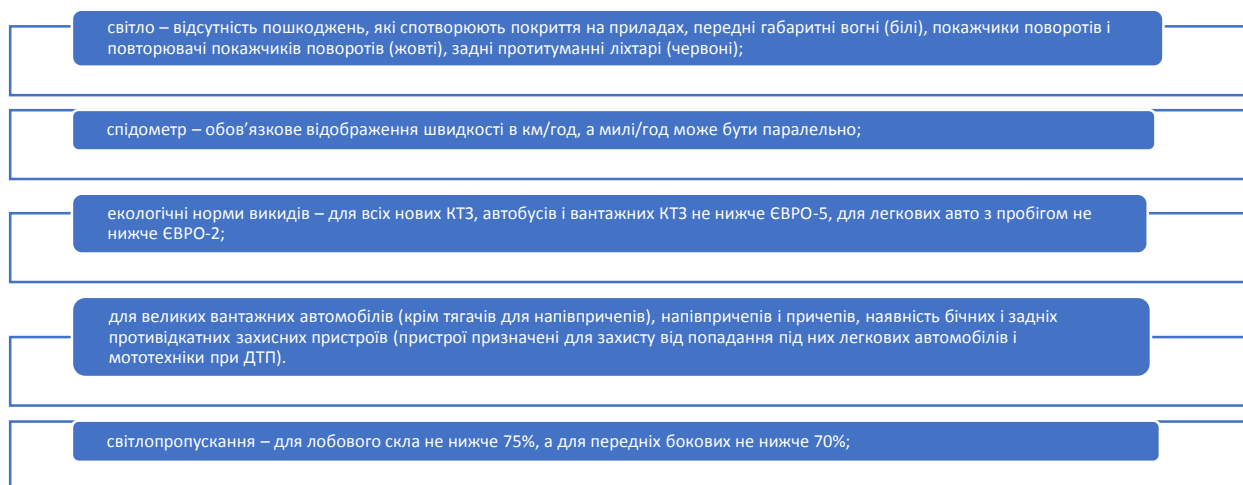 світло – відсутність пошкоджень, які спотворюють покриття на приладах, передні габаритні вогні (білі), покажчики поворотів і
повторювачі покажчиків поворотів (жовті), задні протитуманні ліхтарі (червоні);
спідометр – обов’язкове відображення швидкості в км/год, а милі/год може бути паралельно;
екологічні норми викидів – для всіх нових КТЗ, автобусів і вантажних КТЗ не нижче ЄВРО-5, для легкових авто з пробігом не
нижче ЄВРО-2;
для великих вантажних автомобілів (крім тягачів для напівпричепів), напівпричепів і причепів, наявність бічних і задніх
противідкатних захисних пристроїв (пристрої призначені для захисту від попадання під них легкових автомобілів і
мототехніки при ДТП).
світлопропускання – для лобового скла не нижче 75%, а для передніх бокових не нижче 70%;